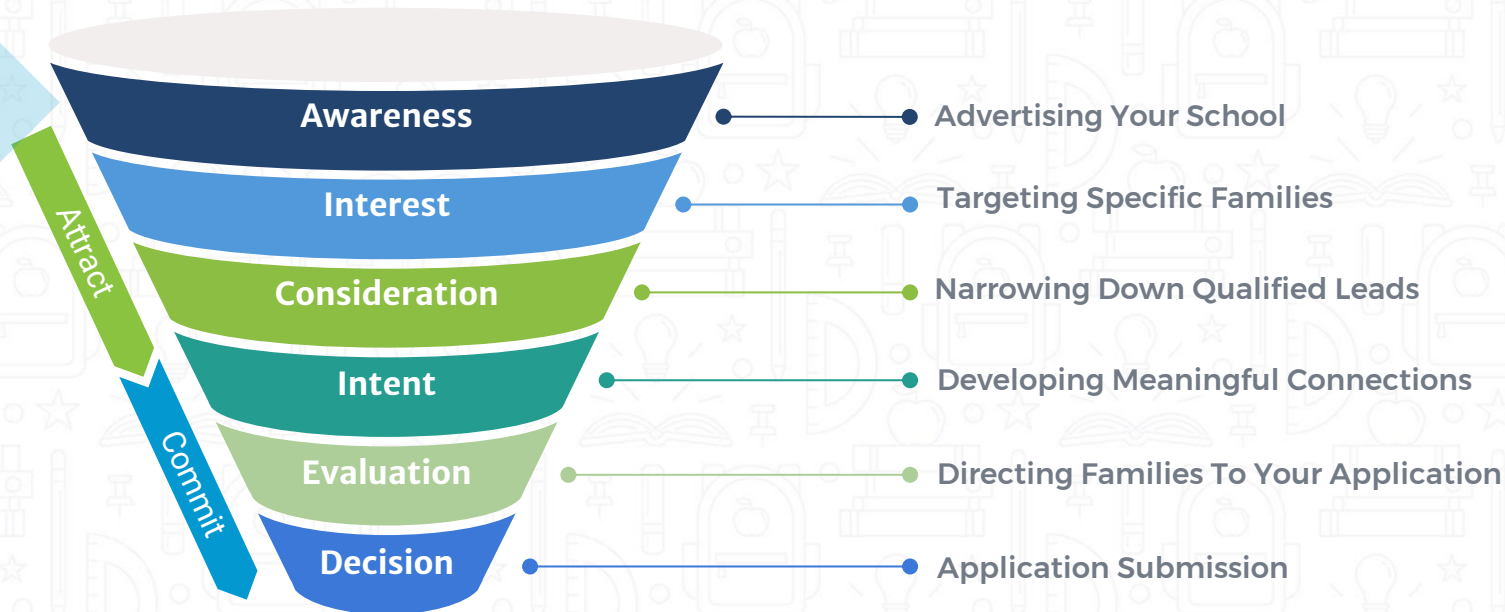 Awareness
Advertising Your School
Interest
Targeting Specific Families
Attract
Consideration
Narrowing Down Qualified Leads
Intent
Developing Meaningful Connections
Commit
Evaluation
Directing Families To Your Application
Decision
Application Submission